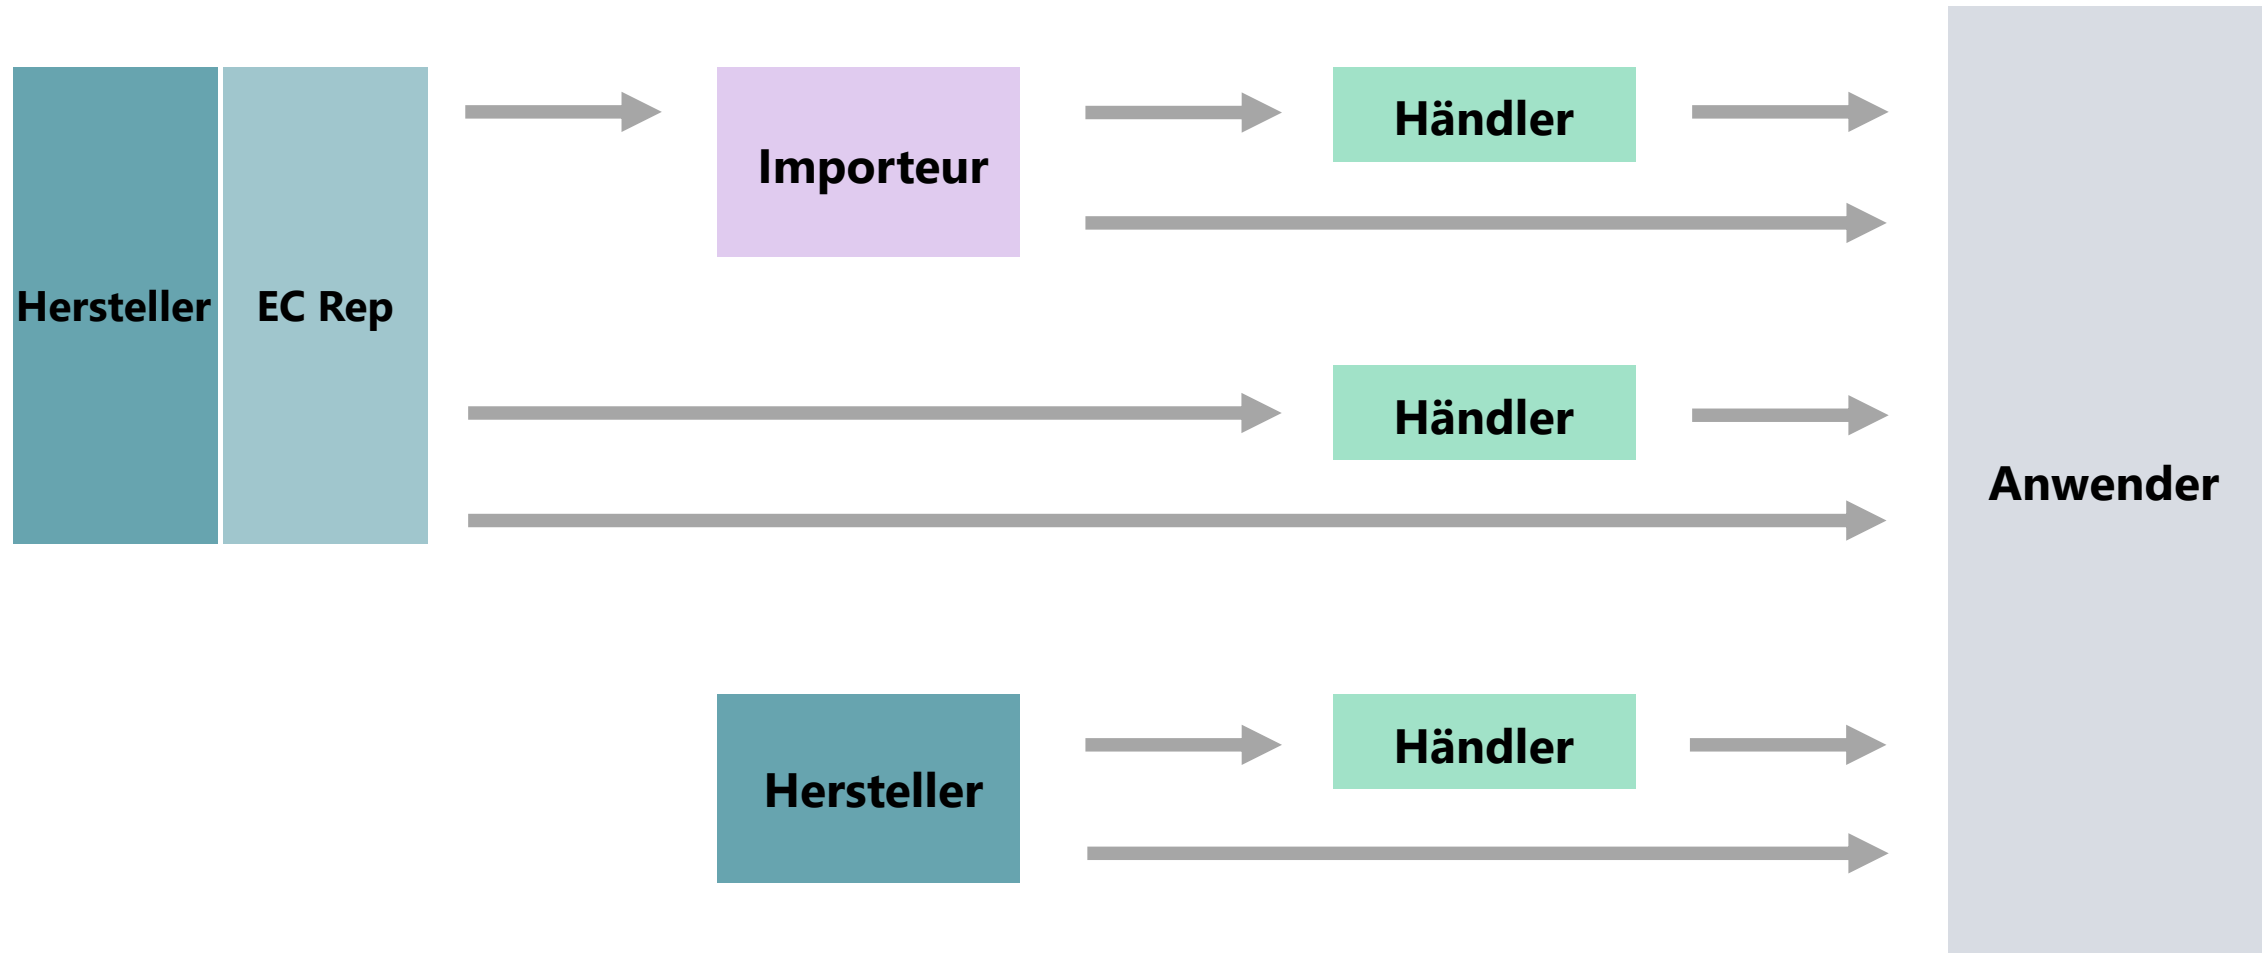 Händler
Importeur
Hersteller
EC Rep
Händler
Anwender
Händler
Hersteller